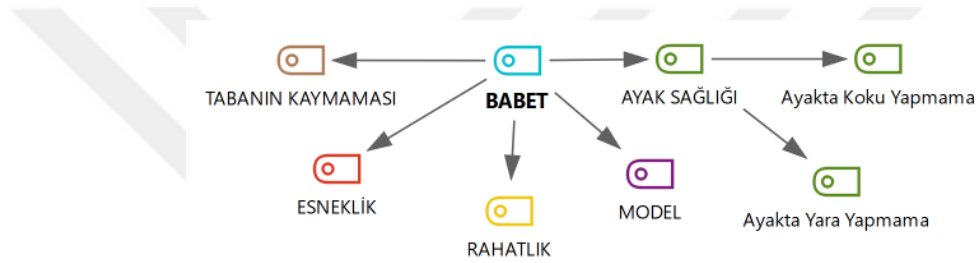 TABANIN KAYMAMASI
BABET
AYAK SAĞLIĞI
Ayakta Koku Yapmama
ESNEKLİK
RAHATLIK
MODEL
Ayakta Yara Yapmama